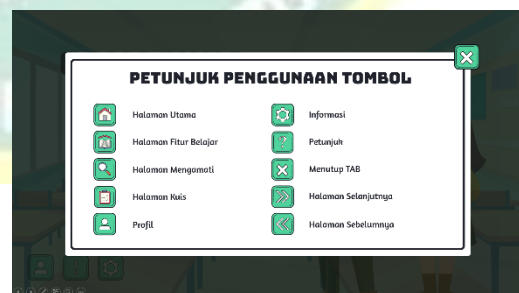 PETUNJUK PENGGUNAAN TOMBOL
Halaman Utama
Halaman Fitur Belajar
Halaman Mengamati
Halaman Kuis
Profil
Informasi
Petunjuk
Menutup TAB
Halaman Selanjutnya
Halaman Sebelumnya